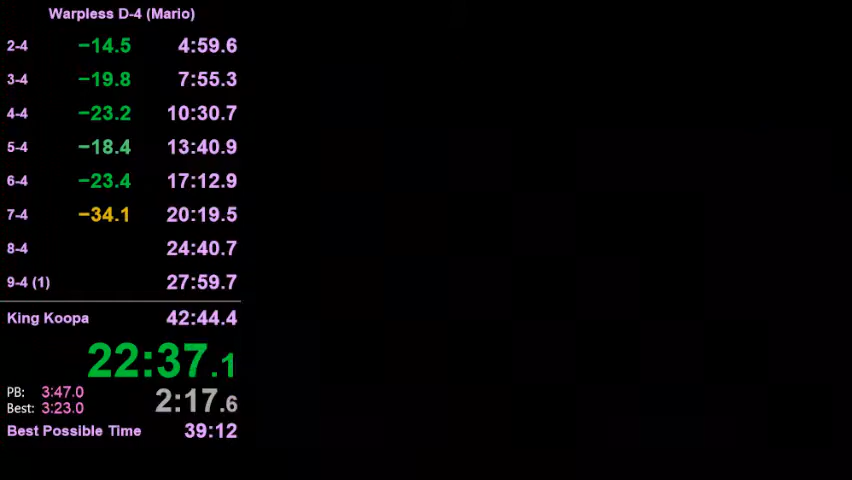 Warpless D-4 (Mario)
2-4 −14.5 4:59.6
3-4 −19.8 7:55.3
4-4 −23.2 10:30.7
5-4 −18.4 13:40.9
6-4 −23.4 17:12.9
7-4 −34.1 20:19.5
8-4 24:40.7
9-4 (1) 27:59.7
King Koopa 42:44.4
22:37.1
PB: 3:47.0 2:17.6
Best: 3:23.0
Best Possible Time 39:12